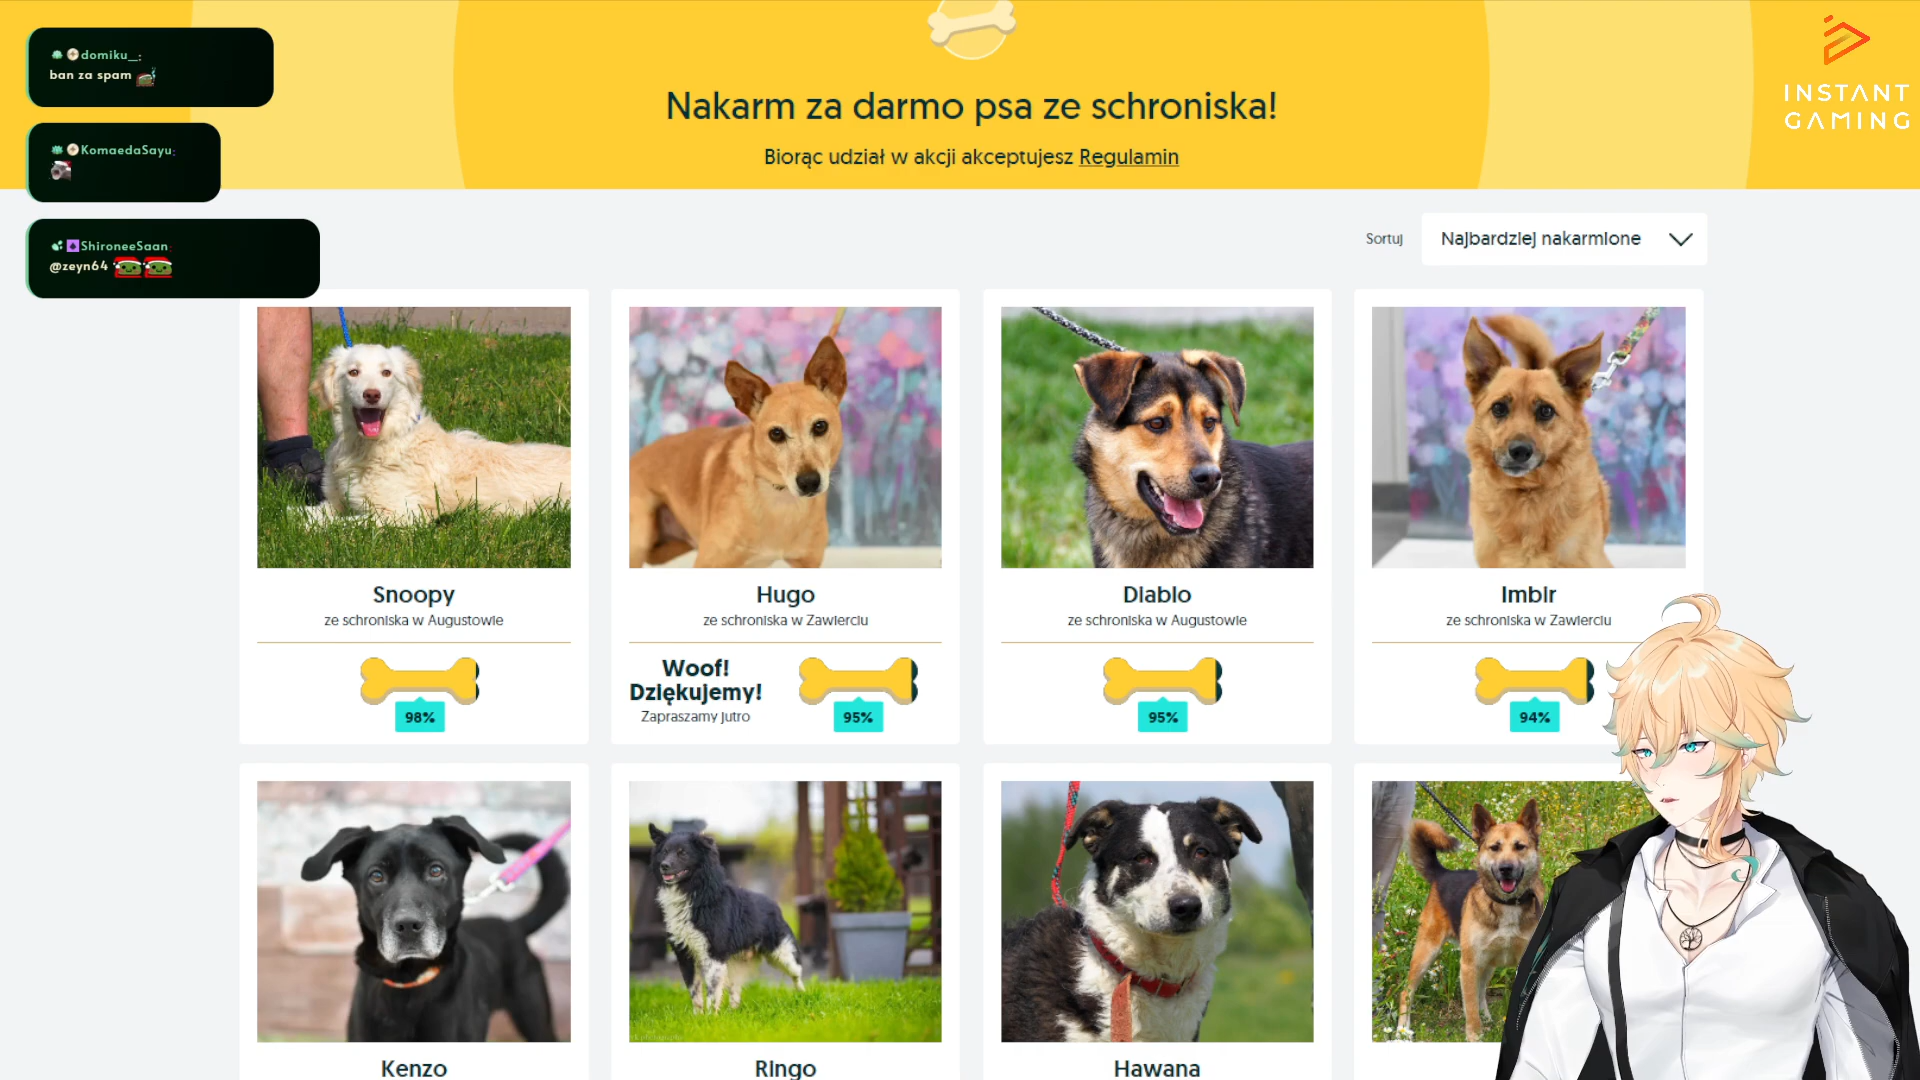 domiku__:
ban za spam
KomaedaSayu:
ShironeeSaan:
@zeyn64
Nakarm za darmo psa ze schroniska!
Biorąc udział w akcji akceptujesz Regulamin
INSTANT
GAMING
Sortuj
Najbardziej nakarmione
Snoopy
ze schroniska w Augustowie
98%
Hugo
ze schroniska w Zawierciu
Woof!
Dziękujemy!
Zapraszamy jutro
95%
Diablo
ze schroniska w Augustowie
95%
Imbir
ze schroniska w Zawierciu
94%
Kenzo
Ringo
Hawana